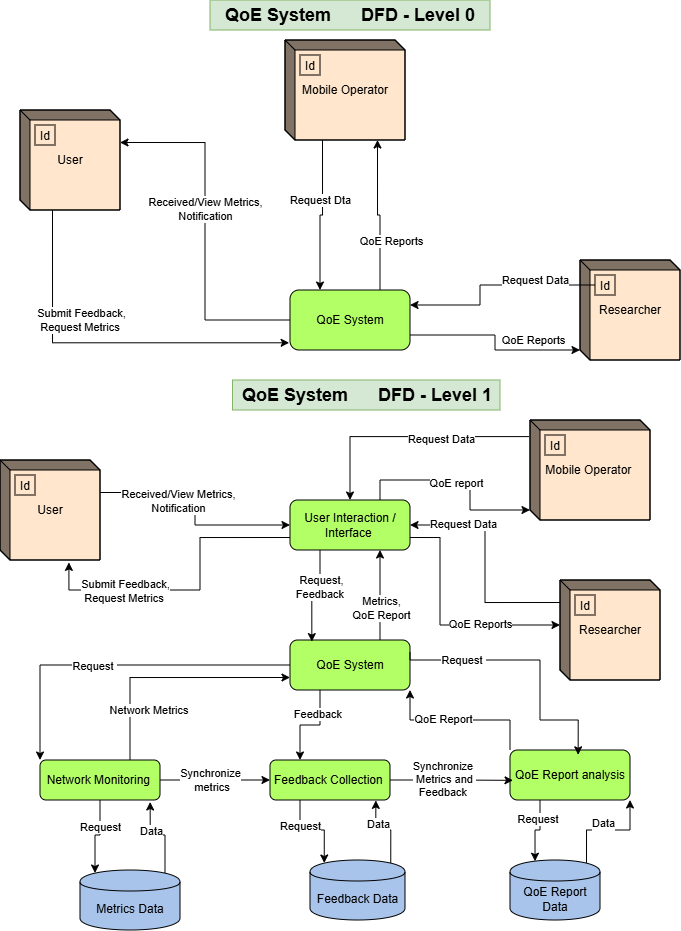 QoE System DFD - Level 0
Id
Mobile Operator
Id
User
Received/View Metrics,
Notification
Request Dta
QoE Reports
Request Data
Id
Researcher
QoE System
Submit Feedback,
Request Metrics
QoE Reports
QoE System DFD - Level 1
Request Data
Id
Mobile Operator
Id
User
Received/View Metrics,
Notification
QoE report
User Interaction /
Interface
Request Data
Submit Feedback,
Request Metrics
Request,
Feedback
Metrics,
QoE Report
Id
Researcher
QoE Reports
QoE System
Request
Request
Network Metrics
Feedback
QoE Report
Network Monitoring
Synchronize
metrics
Feedback Collection
Synchronize
Metrics and
Feedback
QoE Report analysis
Request
Data
Request
Data
Request
Data
Metrics Data
Feedback Data
QoE Report
Data